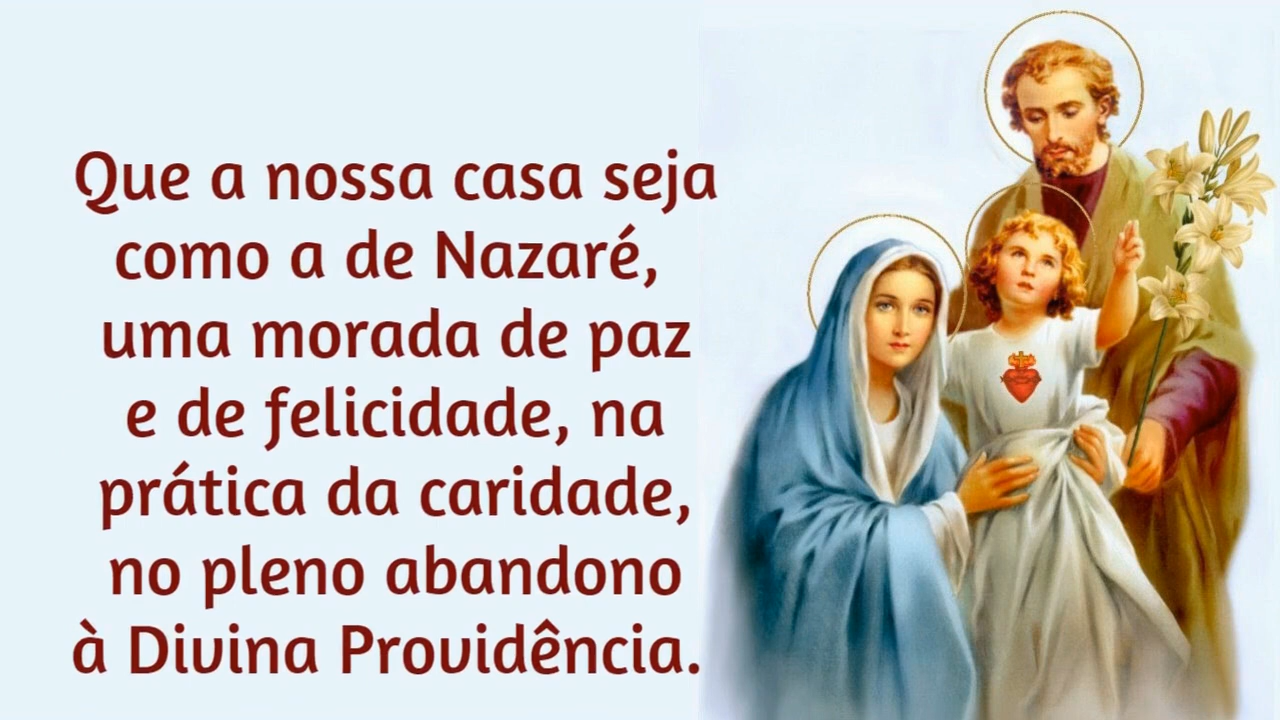 Que a nossa casa seja
como a de Nazaré,
uma morada de paz
e de felicidade, na
prática da caridade,
no pleno abandono
à Divina Providência.